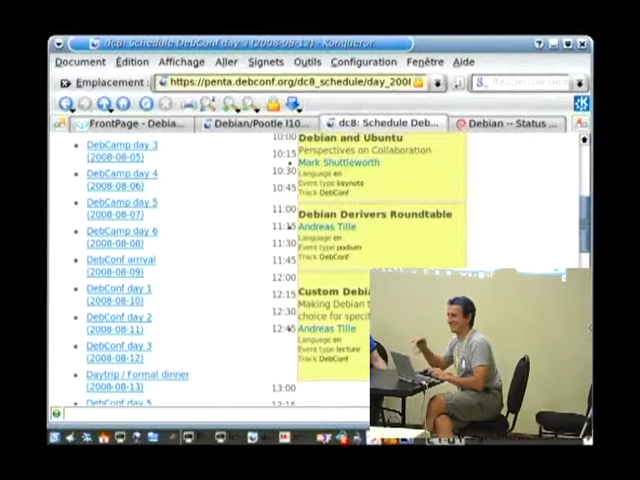 dc8: Schedule DebConf day 3 (2008-08-12) - Konqueror
Document Édition Affichage Aller Signets Outils Configuration Fenêtre Aide
Emplacement : https://penta.debconf.org/dc8_schedule/day_200 Recherche Goo
FrontPage - Debia... Debian/Pootle l10... dc8: Schedule Deb... Debian -- Status ...
DebCamp day 3
(2008-08-05)
DebCamp day 4
(2008-08-06)
DebCamp day 5
(2008-08-07)
DebCamp day 6
(2008-08-08)
DebConf arrival
(2008-08-09)
DebConf day 1
(2008-08-10)
DebConf day 2
(2008-08-11)
DebConf day 3
(2008-08-12)
Daytrip / Formal dinner
(2008-08-13)
DebConf day 5
10:00
10:15
10:30
10:45
11:00
11:15
11:30
11:45
12:00
12:15
12:30
12:45
13:00
13:15
Debian and Ubuntu
Perspectives on Collaboration
Mark Shuttleworth
Language en
Event type keynote
Track DebConf
Debian Derivers Roundtable
Andreas Tille
Language en
Event type podium
Track DebConf
Custom Debia
Making Debian t
choice for specif
Andreas Tille
Language en
Event type lecture
Track DebConf